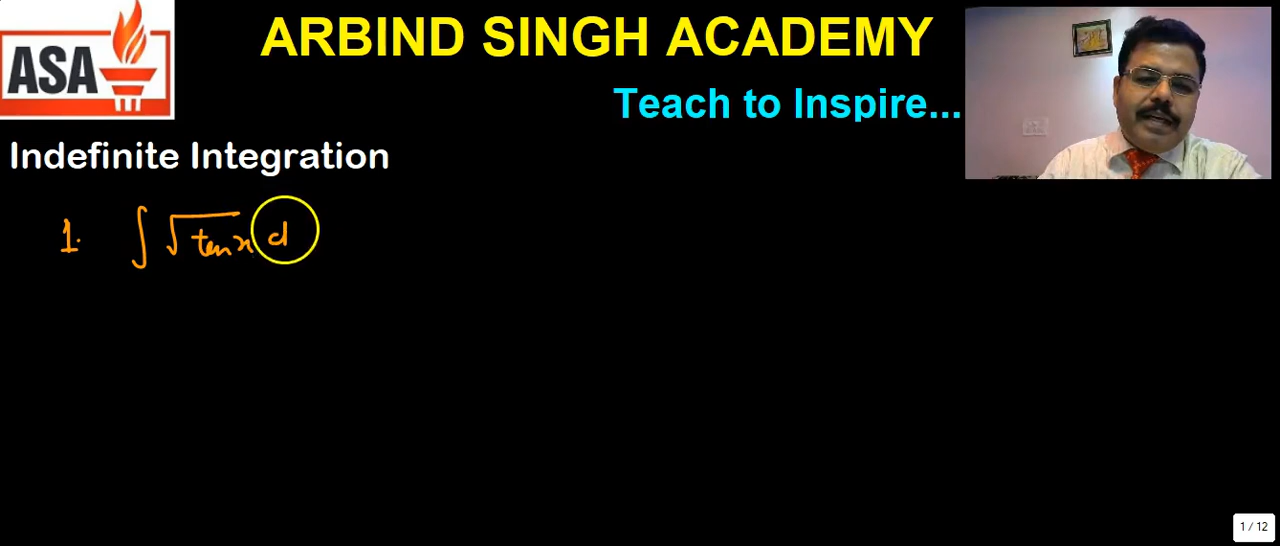 ASA
ARBIND SINGH ACADEMY
Teach to Inspire...
Indefinite Integration
1. ∫ √tanx d
1 / 12